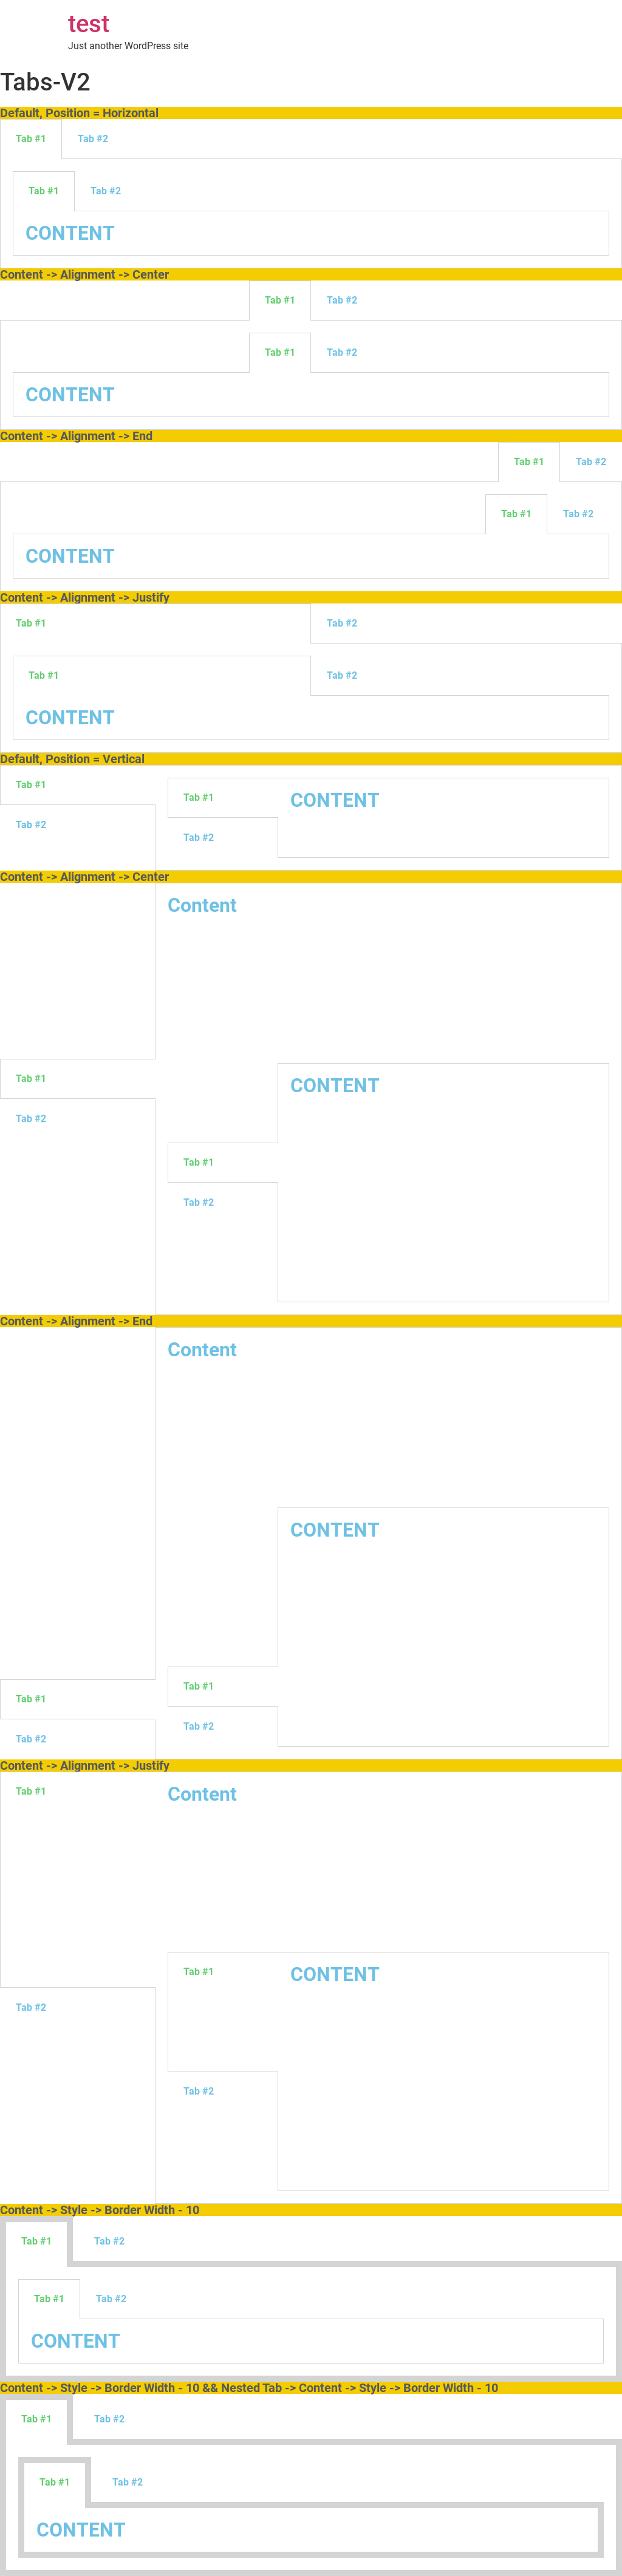 test
Just another WordPress site
Tabs-V2
Default, Position = Horizontal
Tab #1 Tab #2
Tab #1 Tab #2
CONTENT
Content -> Alignment -> Center
Tab #1 Tab #2
Tab #1 Tab #2
CONTENT
Content -> Alignment -> End
Tab #1 Tab #2
Tab #1 Tab #2
CONTENT
Content -> Alignment -> Justify
Tab #1 Tab #2
Tab #1 Tab #2
CONTENT
Default, Position = Vertical
Tab #1
Tab #1 CONTENT
Tab #2
Tab #2
Content -> Alignment -> Center
Content
Tab #1
CONTENT
Tab #2
Tab #1
Tab #2
Content -> Alignment -> End
Content
CONTENT
Tab #1
Tab #1
Tab #2
Tab #2
Content -> Alignment -> Justify
Tab #1 Content
Tab #1 CONTENT
Tab #2
Tab #2
Content -> Style -> Border Width - 10
Tab #1 Tab #2
Tab #1 Tab #2
CONTENT
Content -> Style -> Border Width - 10 && Nested Tab -> Content -> Style -> Border Width - 10
Tab #1 Tab #2
Tab #1 Tab #2
CONTENT